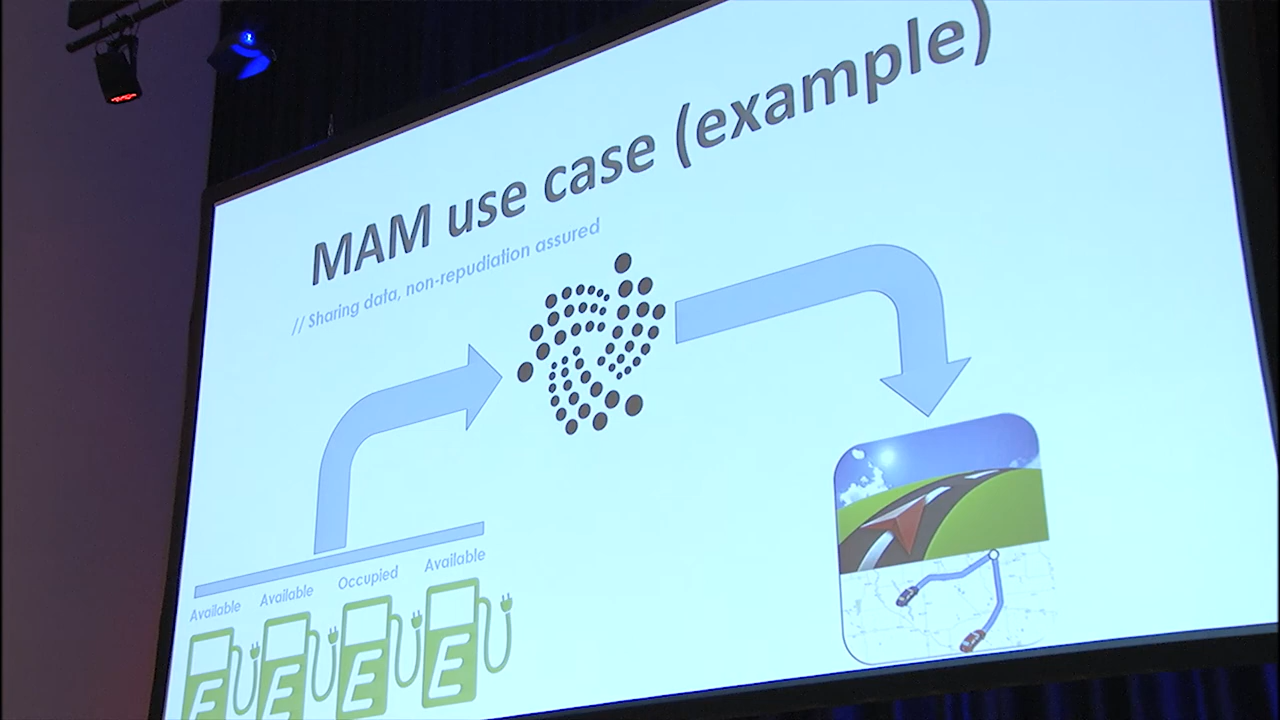 MAM use case (example)
// Sharing data, non-repudiation assured
Available
Available
Occupied
Available
E
E
E
E